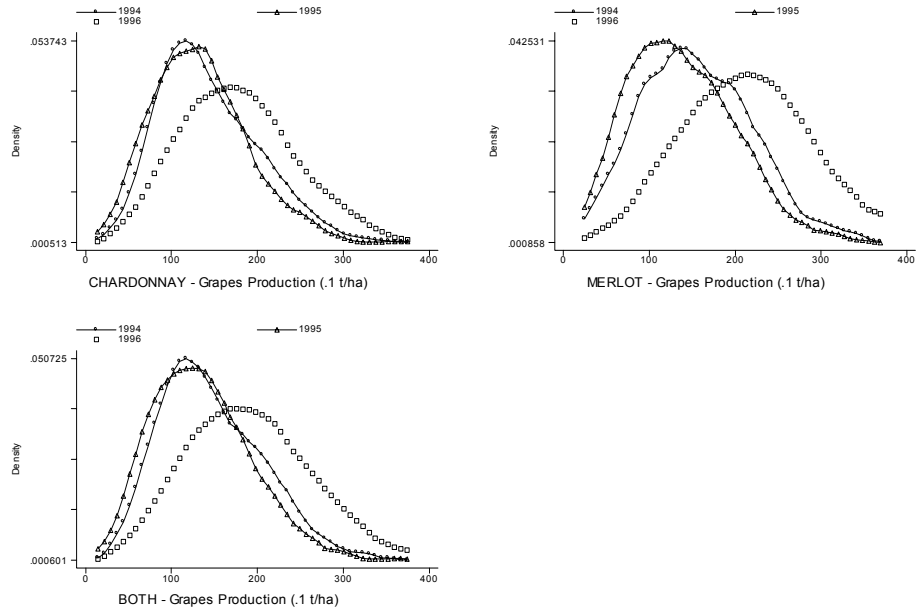 1994 1995
1996
.053743
Density
.000513
0 100 200 300 400
CHARDONNAY - Grapes Production (.1 t/ha)
1994 1995
1996
.042531
Density
.000858
0 100 200 300 400
MERLOT - Grapes Production (.1 t/ha)
1994 1995
1996
.050725
Density
.000601
0 100 200 300 400
BOTH - Grapes Production (.1 t/ha)